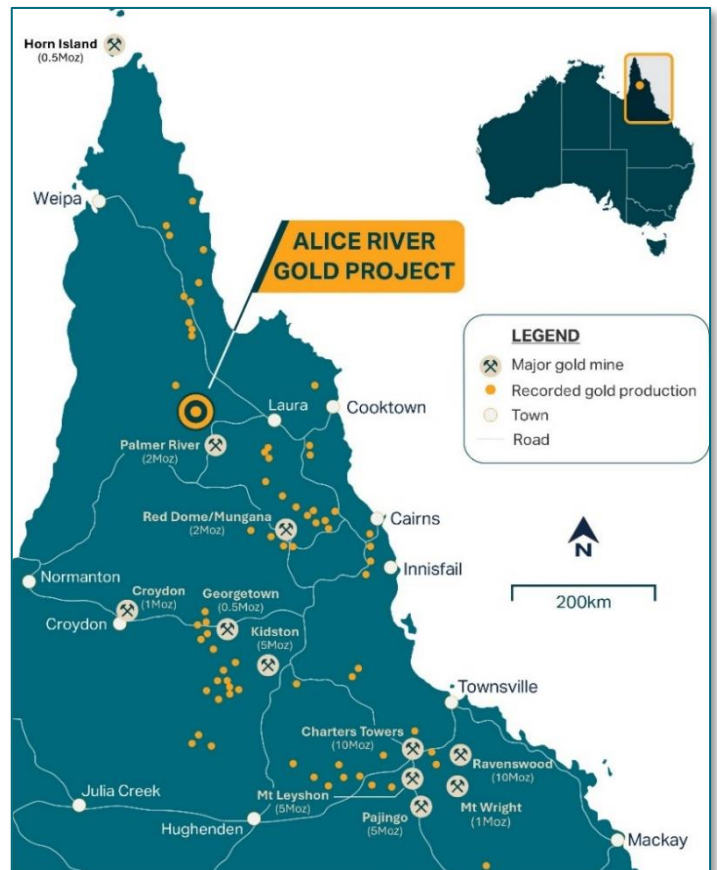 Horn Island
(0.5Moz)
Weipa
ALICE RIVER
GOLD PROJECT
LEGEND
Major gold mine
Recorded gold production
Town
Road
Laura
Cooktown
Palmer River
(2Moz)
Red Dome/Mungana
(2Moz)
Cairns
N
Innisfail
Normanton
200km
Croydon
(1Moz)
Georgetown
(0.5Moz)
Croydon
Kidston
(5Moz)
Townsville
Charters Towers
(10Moz)
Ravenswood
(10Moz)
Mt Leyshon
(5Moz)
Mt Wright
(1Moz)
Pajingo
(5Moz)
Julia Creek
Hughenden
Mackay